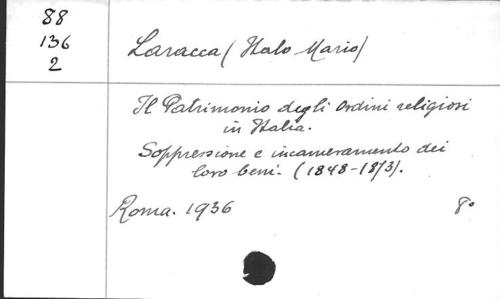 88
136
2
Laracca (Italo Mario)
Il Patrimonio degli Ordini religiosi
in Italia.
Soppressione e incameramento dei
loro beni. (1848-1873).
Roma. 1936 8°